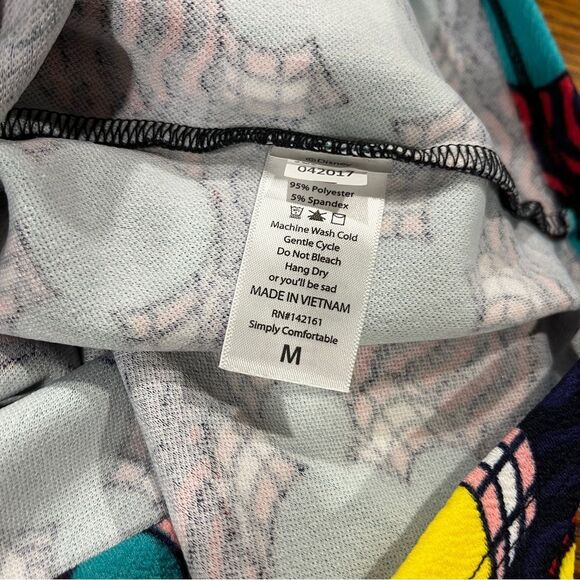 ©Disney
042017
95% Polyester
5% Spandex
Machine Wash Cold
Gentle Cycle
Do Not Bleach
Hang Dry
or you'll be sad
MADE IN VIETNAM
RN#142161
Simply Comfortable
M